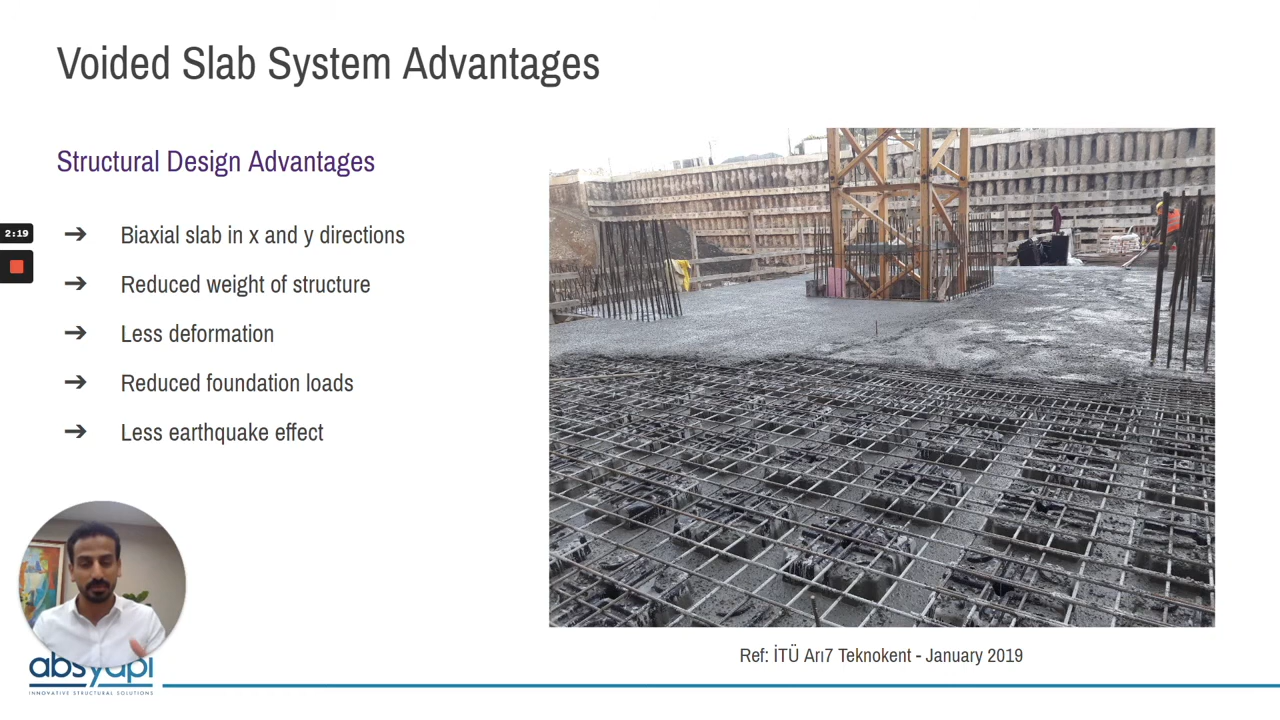 Voided Slab System Advantages
Structural Design Advantages
2:19
➔ Biaxial slab in x and y directions
➔ Reduced weight of structure
➔ Less deformation
➔ Reduced foundation loads
➔ Less earthquake effect
absyapı
INNOVATIVE STRUCTURAL SOLUTIONS
Ref: İTÜ Arı7 Teknokent - January 2019